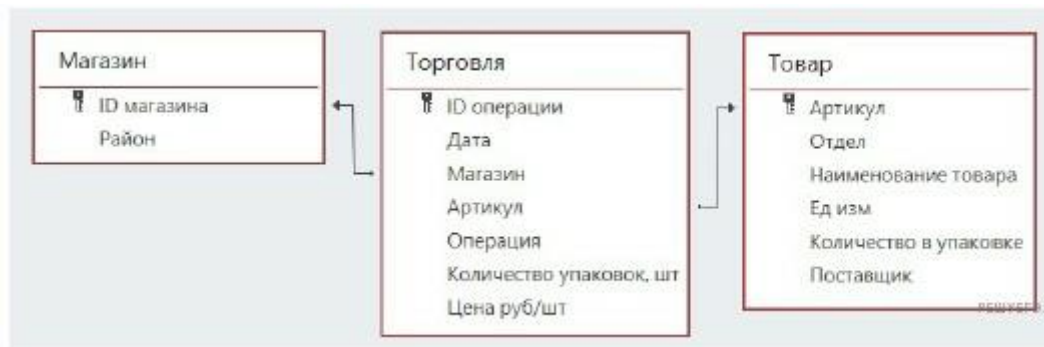 Магазин
ID магазина
Район
Торговля
ID операции
Дата
Магазин
Артикул
Операция
Количество упаковок, шт
Цена руб/шт
Товар
Артикул
Отдел
Наименование товара
Ед изм
Количество в упаковке
Поставщик